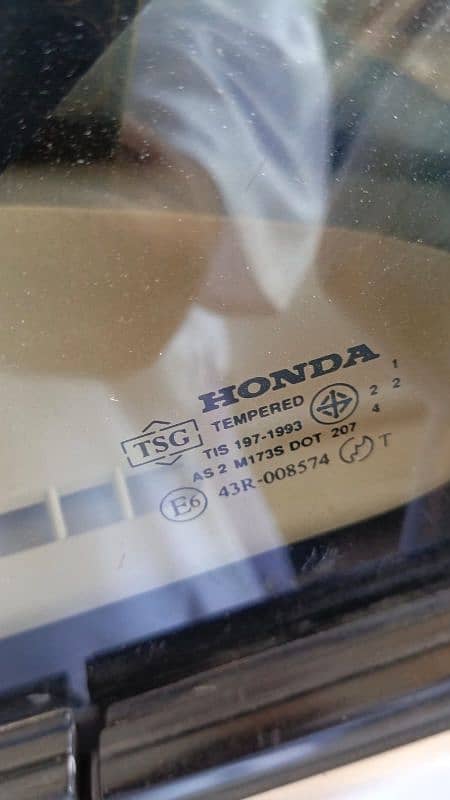 HONDA
TSG TEMPERED
TIS 197-1993
AS 2 M173S DOT 207
E6 43R-008574 T
1
2 2
4